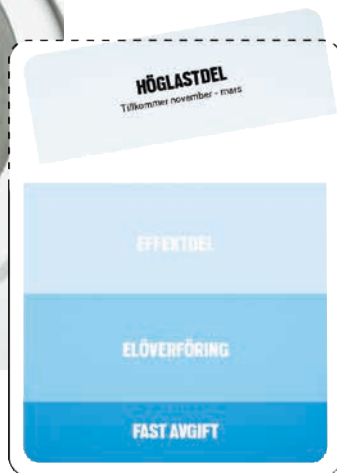 HÖGLASTDEL
Tillkommer november - mars
EFFEKTDEL
ELÖVERFÖRING
FAST AVGIFT